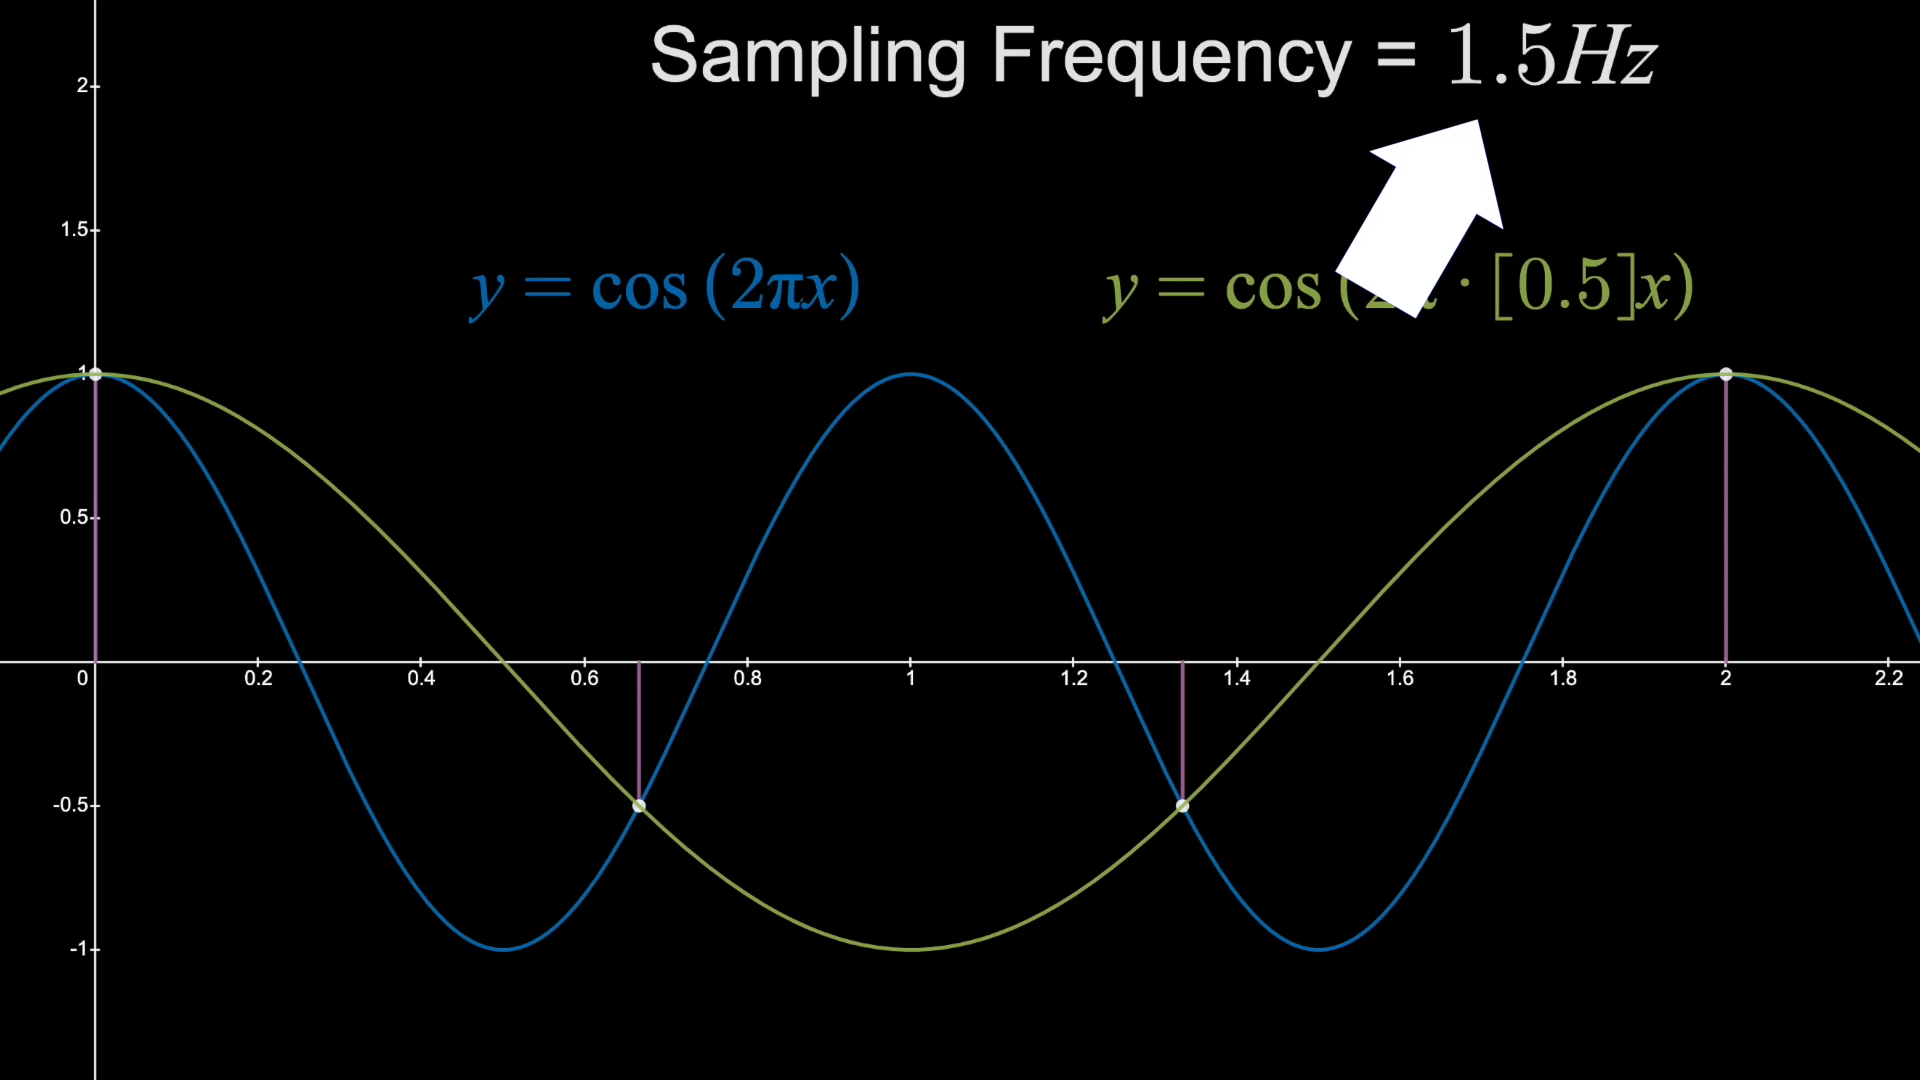 Sampling Frequency = 1.5Hz
2
1.5
y = cos (2πx)
y = cos ( · [0.5]x)
1
0.5
0 0.2 0.4 0.6 0.8 1 1.2 1.4 1.6 1.8 2 2.2
-0.5
-1